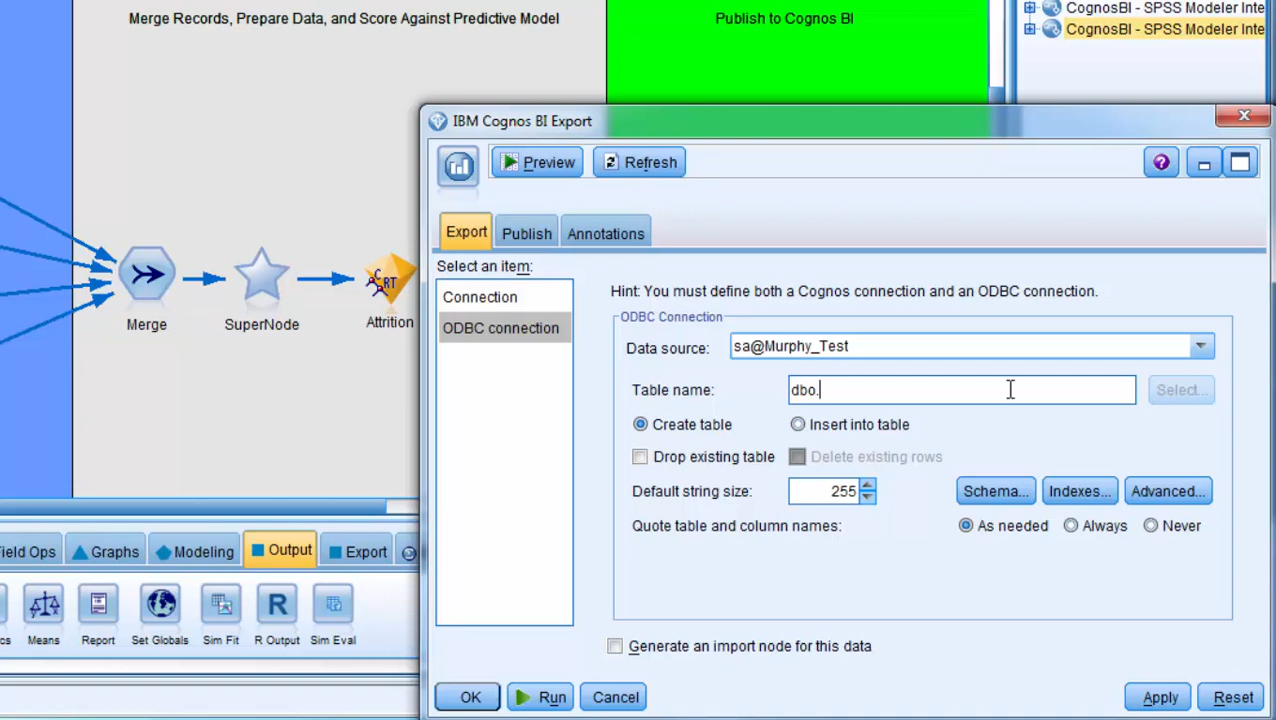 Merge Records, Prepare Data, and Score Against Predictive Model
Publish to Cognos BI
CognosBI - SPSS Modeler Inte
CognosBI - SPSS Modeler Inte
IBM Cognos BI Export
Preview
Refresh
Export
Publish
Annotations
Select an item:
Connection
ODBC connection
Hint: You must define both a Cognos connection and an ODBC connection.
ODBC Connection
Data source: sa@Murphy_Test
Table name: dbo. Select...
Create table Insert into table
Drop existing table Delete existing rows
Default string size: 255 Schema... Indexes... Advanced...
Quote table and column names: As needed Always Never
Generate an import node for this data
OK Run Cancel Apply Reset
Merge
SuperNode
C RT
Attrition
Field Ops Graphs Modeling Output Export
R
cs Means Report Set Globals Sim Fit R Output Sim Eval